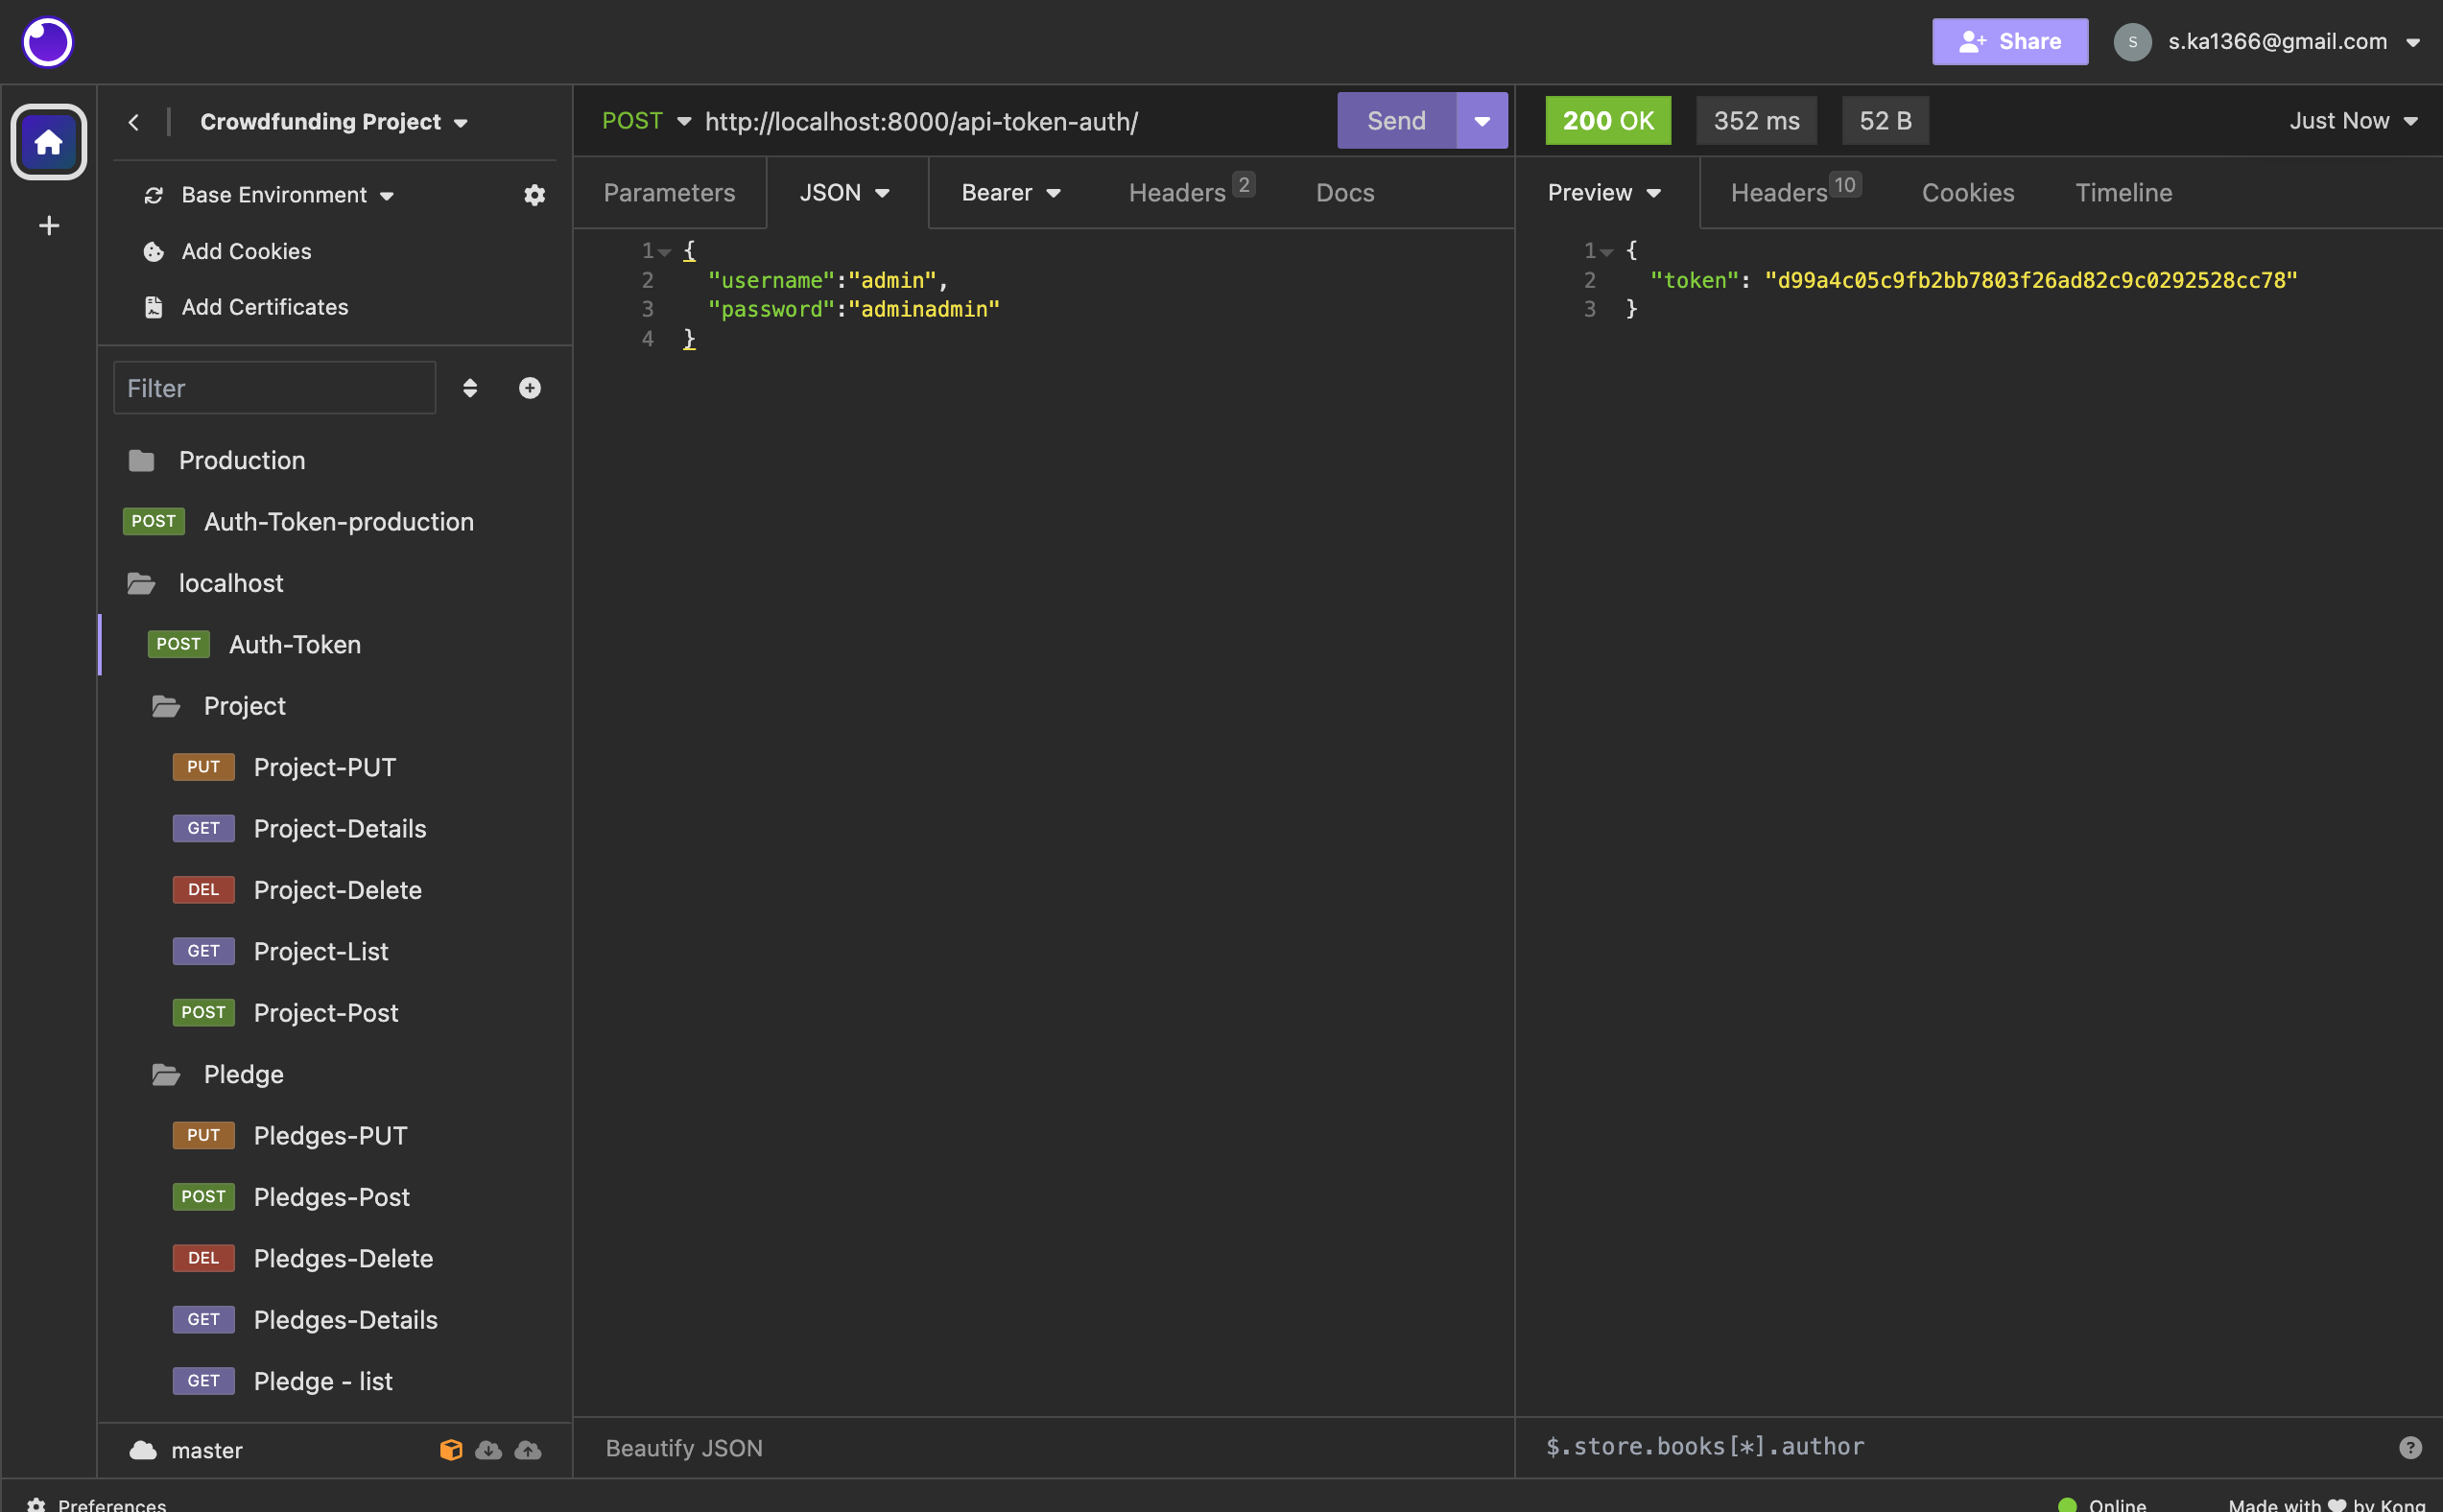 Share
S
s.ka1366@gmail.com
Crowdfunding Project
Base Environment
Add Cookies
Add Certificates
Filter
Production
POST Auth-Token-production
localhost
POST Auth-Token
Project
PUT Project-PUT
GET Project-Details
DEL Project-Delete
GET Project-List
POST Project-Post
Pledge
PUT Pledges-PUT
POST Pledges-Post
DEL Pledges-Delete
GET Pledges-Details
GET Pledge - list
master
POST http://localhost:8000/api-token-auth/
Send
Parameters JSON Bearer Headers 2 Docs
1 {
2 "username":"admin",
3 "password":"adminadmin"
4 }
Beautify JSON
200 OK 352 ms 52 B Just Now
Preview Headers 10 Cookies Timeline
1 {
2 "token": "d99a4c05c9fb2bb7803f26ad82c9c0292528cc78"
3 }
$.store.books[*].author
?
Preferences
Online
Made with ♥ by Kong